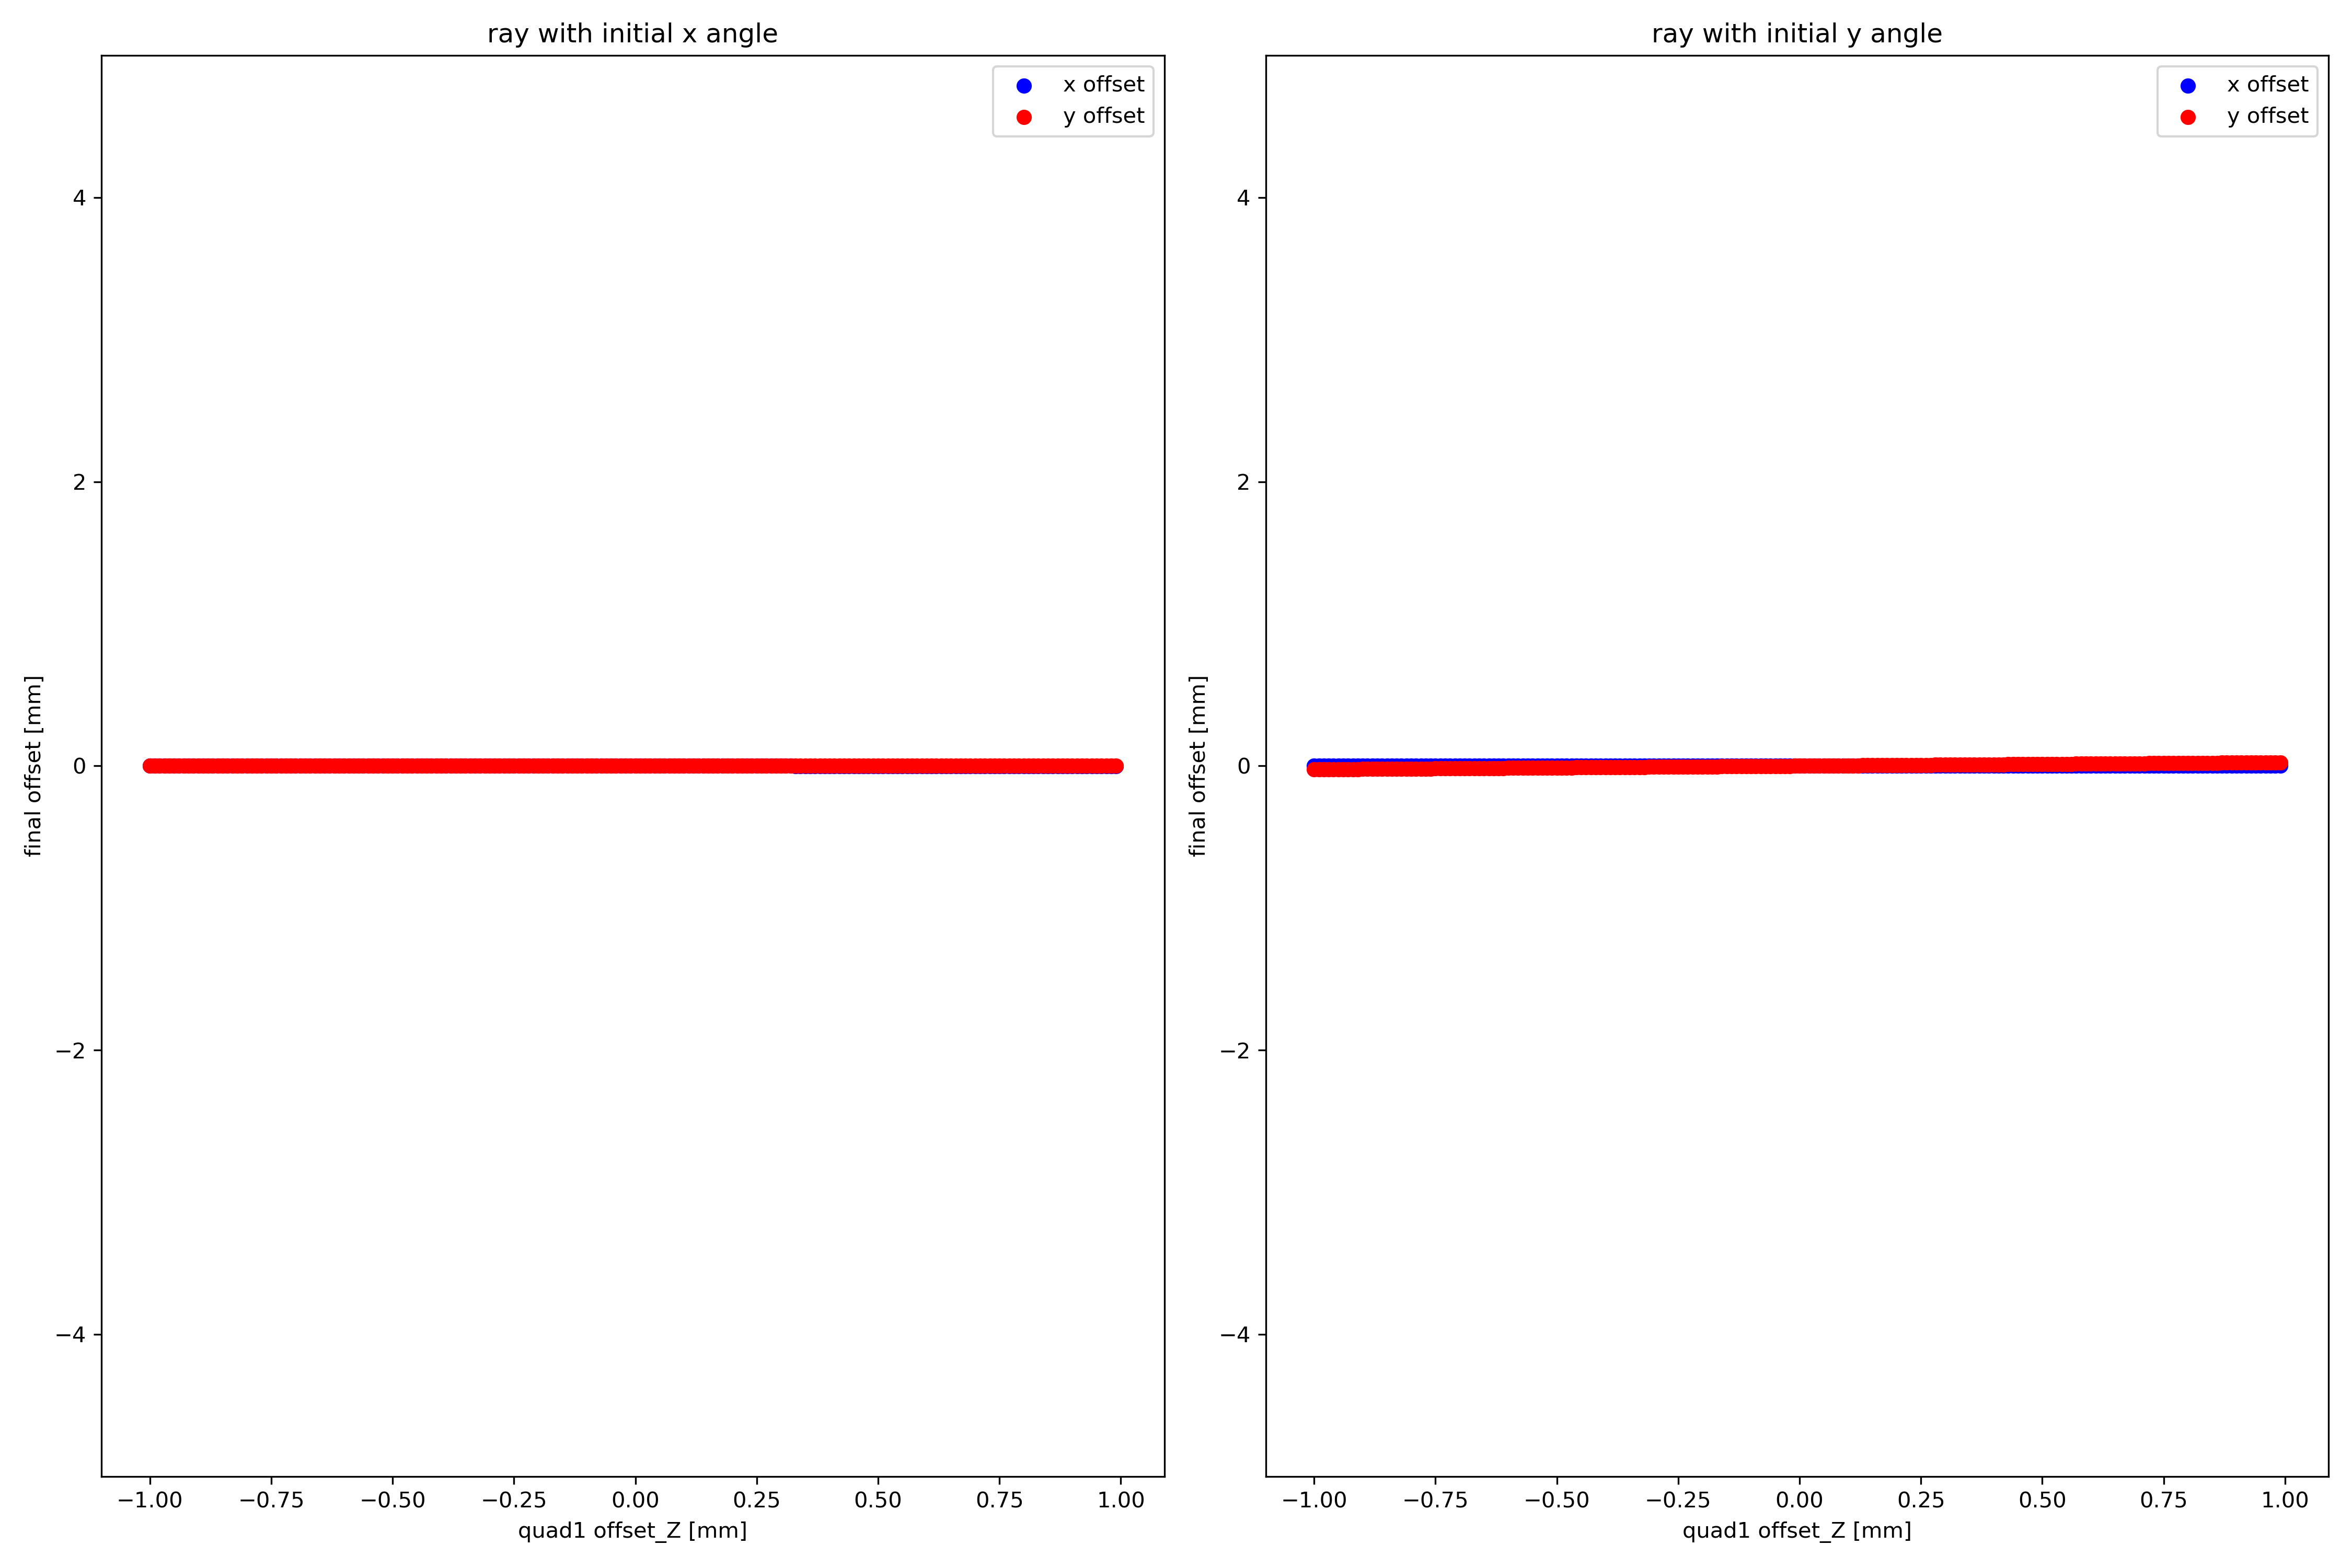 ray with initial x angle
x offset
y offset
4
2
0
−2
−4
final offset [mm]
−1.00 −0.75 −0.50 −0.25 0.00 0.25 0.50 0.75 1.00
quad1 offset_Z [mm]
ray with initial y angle
x offset
y offset
4
2
0
−2
−4
final offset [mm]
−1.00 −0.75 −0.50 −0.25 0.00 0.25 0.50 0.75 1.00
quad1 offset_Z [mm]